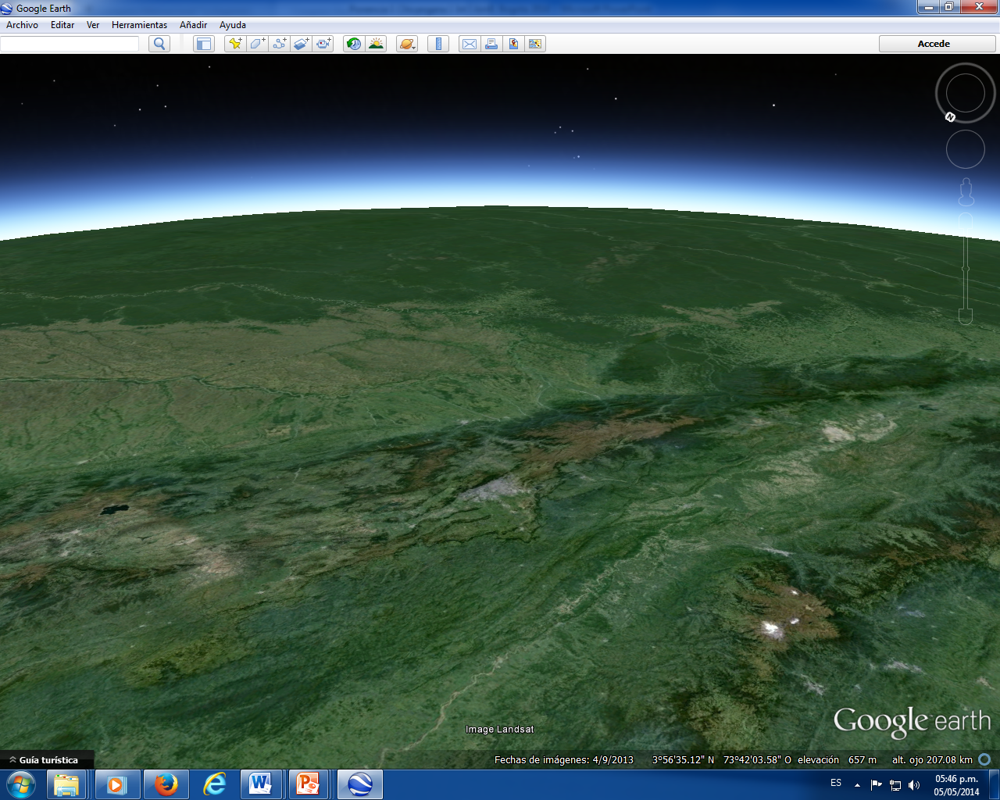 Google Earth
Archivo Editar Ver Herramientas Añadir Ayuda
Accede
N
Image Landsat
Google earth
Guía turística
Fechas de imágenes: 4/9/2013 3°56'35.12" N 73°42'03.58" O elevación 657 m alt. ojo 207.08 km
ES
05:46 p.m.
05/05/2014